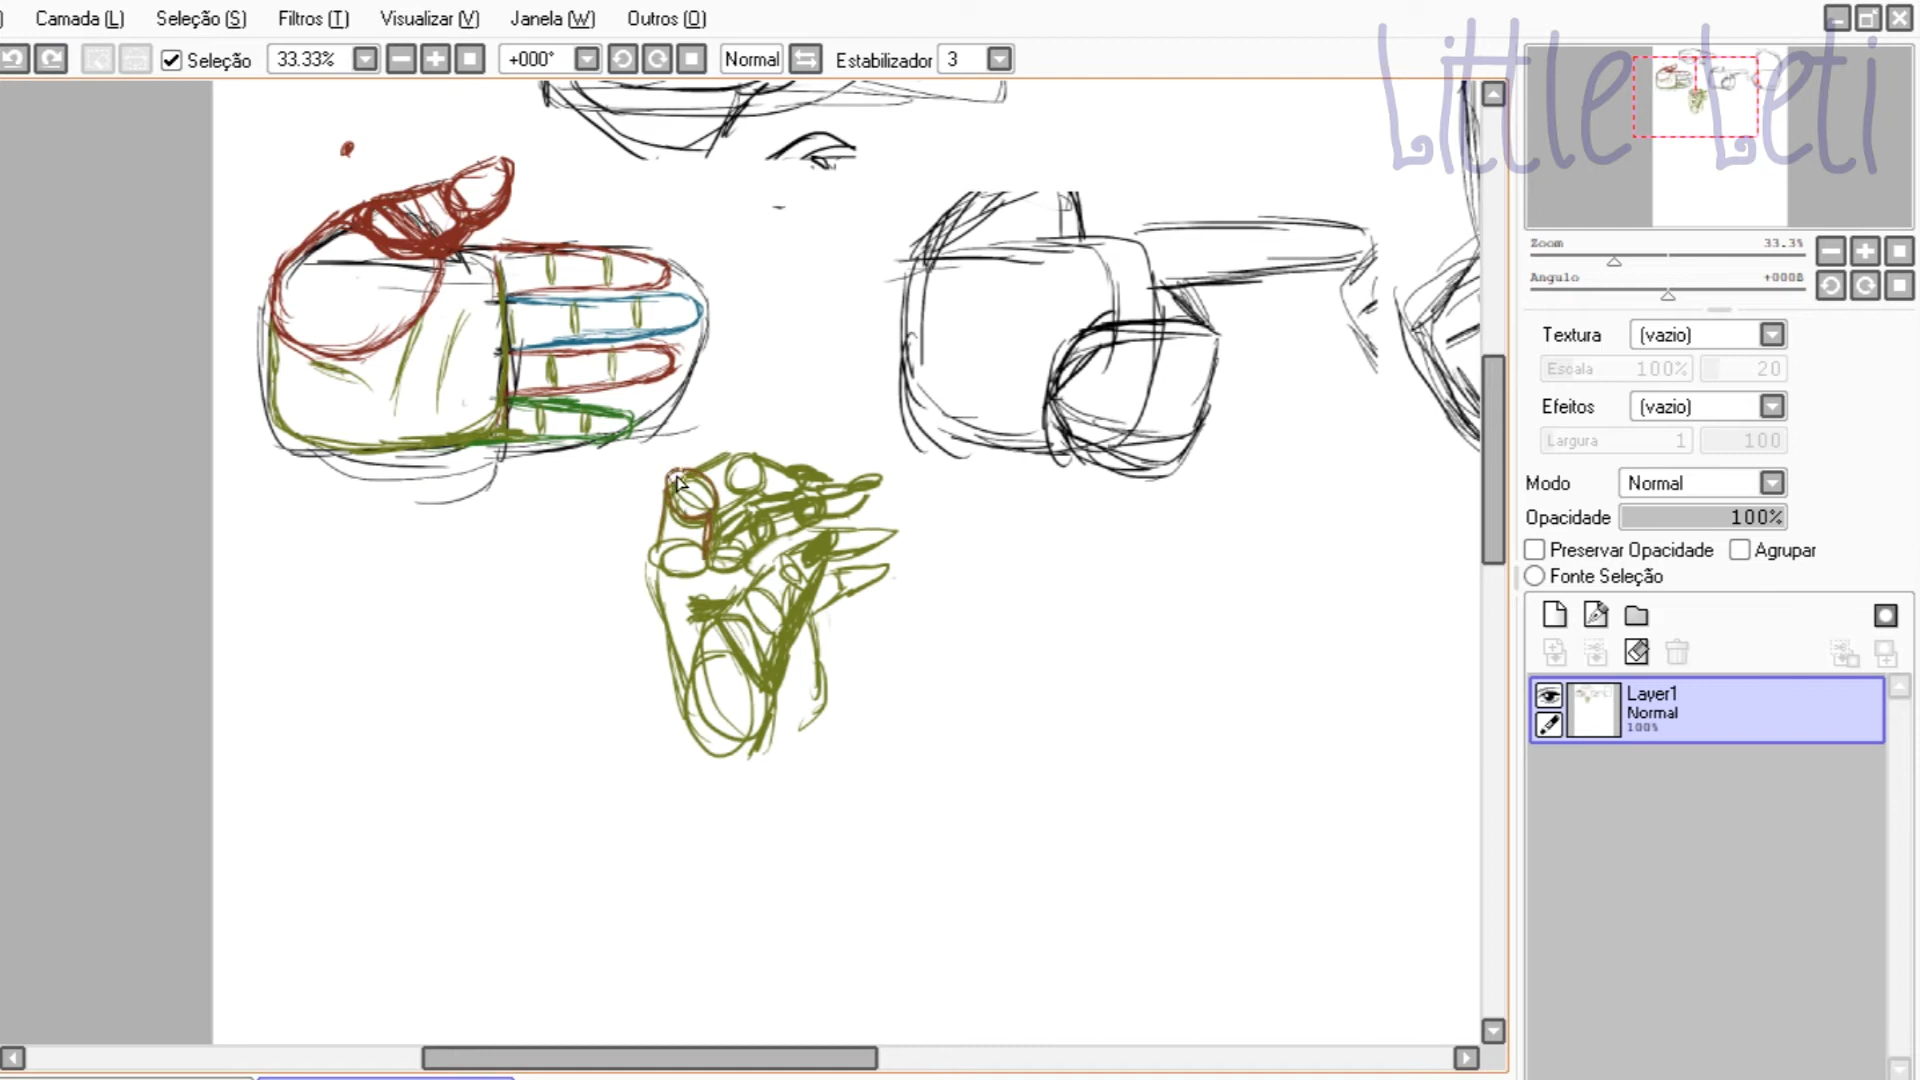 ) Camada (L) Seleção (S) Filtros (T) Visualizar (V) Janela (W) Outros (O)
Seleção 33.33% +000° Normal Estabilizador 3
Little Leti
Zoom 33.3%
Angulo +000B
Textura (vazio)
Escala 100% 20
Efeitos (vazio)
Largura 1 100
Modo Normal
Opacidade 100%
Preservar Opacidade Agrupar
Fonte Seleção
Layer1
Normal
100%